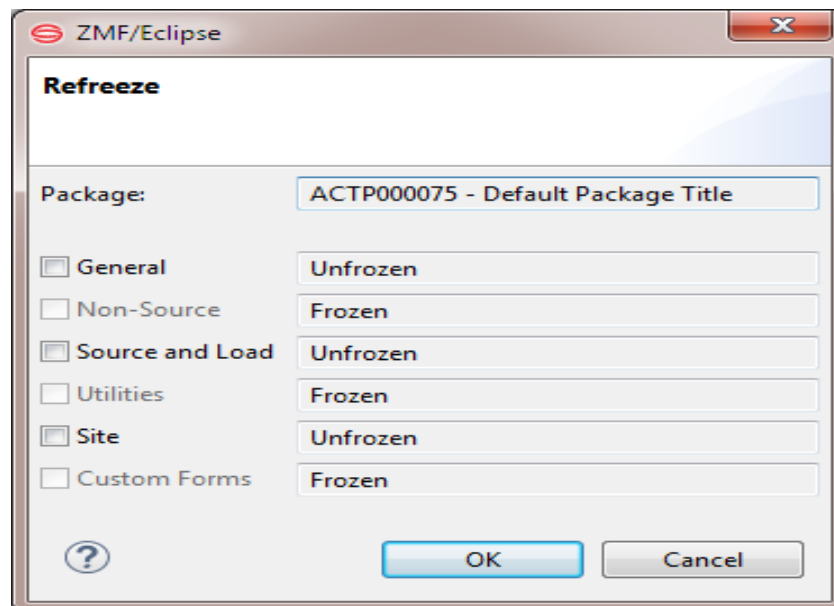 ZMF/Eclipse
Refreeze
Package: ACTP000075 - Default Package Title
General Unfrozen
Non-Source Frozen
Source and Load Unfrozen
Utilities Frozen
Site Unfrozen
Custom Forms Frozen
? OK Cancel